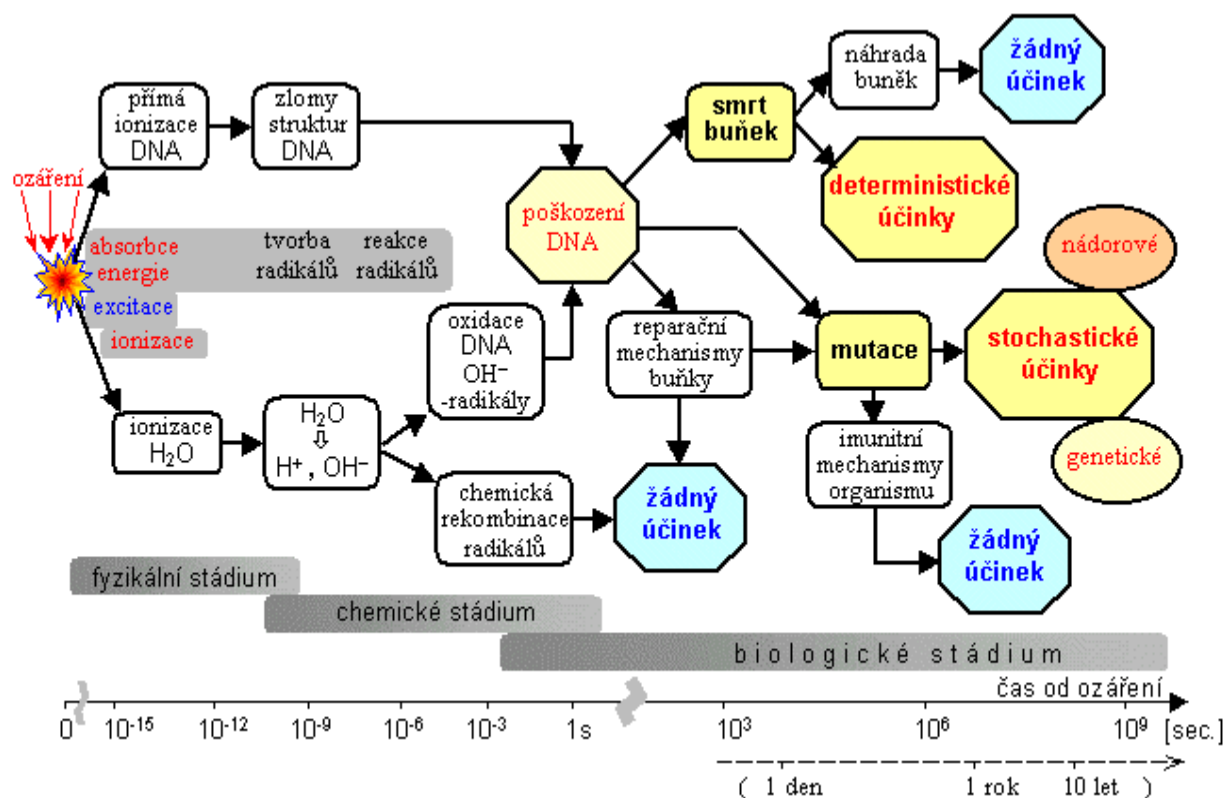 přímá
ionizace
DNA
zlomy
struktur
DNA
ozáření
absorbce
energie
tvorba
radikálů
reakce
radikálů
excitace
ionizace
ionizace
H₂O
H₂O
⇩
H⁺ , OH⁻
oxidace
DNA
OH⁻
-radikály
chemická
rekombinace
radikálů
poškození
DNA
smrt
buňek
náhrada
buněk
žádný
účinek
deterministické
účinky
reparační
mechanismy
buňky
žádný
účinek
mutace
nádorové
stochastické
účinky
genetické
imunitní
mechanismy
organismu
žádný
účinek
fyzikální stádium
chemické stádium
biologické stádium
čas od ozáření
0 10⁻¹⁵ 10⁻¹² 10⁻⁹ 10⁻⁶ 10⁻³ 1s 10³ 10⁶ 10⁹ [sec.]
( 1 den 1 rok 10 let )